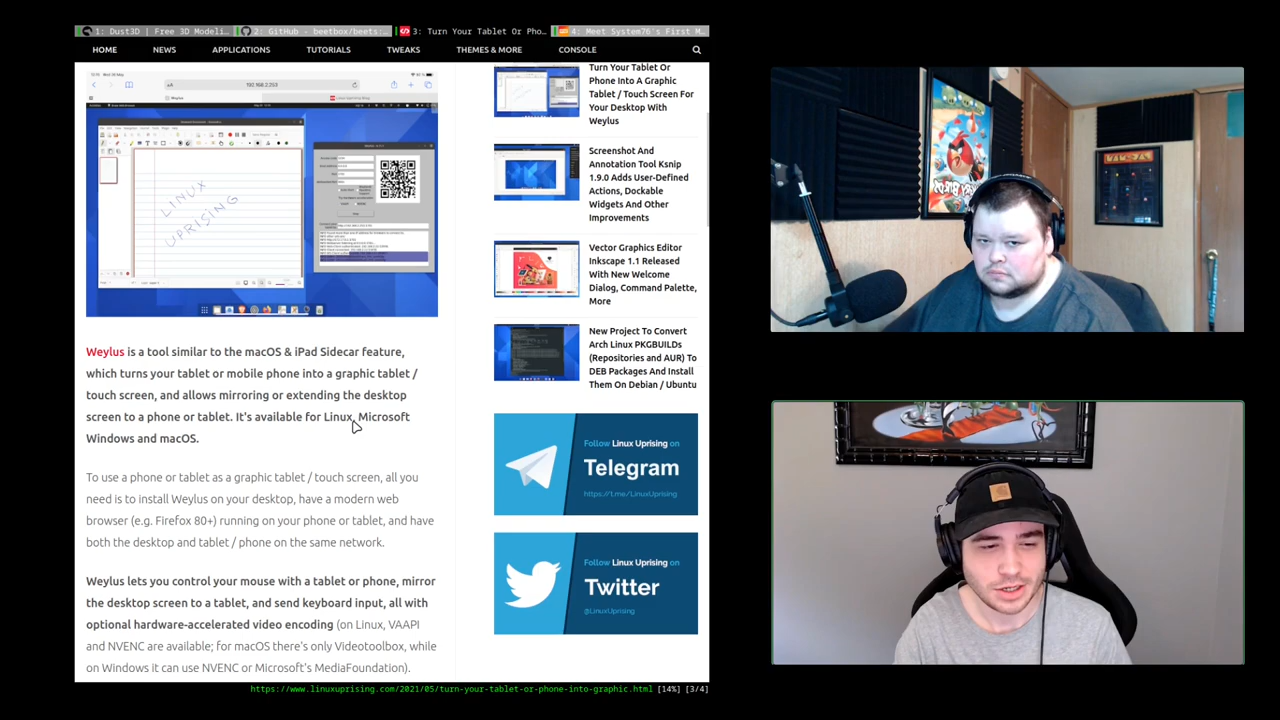 1: Dust3D | Free 3D Modeli...
2: GitHub - beetbox/beets:...
3: Turn Your Tablet Or Pho...
4: Meet System76's First M...
HOME NEWS APPLICATIONS TUTORIALS TWEAKS THEMES & MORE CONSOLE
192.168.2.203
Weylus
LINUX
UPRISING
Weylus is a tool similar to the macOS & iPad Sidecar feature,
which turns your tablet or mobile phone into a graphic tablet /
touch screen, and allows mirroring or extending the desktop
screen to a phone or tablet. It's available for Linux, Microsoft
Windows and macOS.
To use a phone or tablet as a graphic tablet / touch screen, all you
need is to install Weylus on your desktop, have a modern web
browser (e.g. Firefox 80+) running on your phone or tablet, and have
both the desktop and tablet / phone on the same network.
Weylus lets you control your mouse with a tablet or phone, mirror
the desktop screen to a tablet, and send keyboard input, all with
optional hardware-accelerated video encoding (on Linux, VAAPI
and NVENC are available; for macOS there's only Videotoolbox, while
on Windows it can use NVENC or Microsoft's MediaFoundation).
Turn Your Tablet Or
Phone Into A Graphic
Tablet / Touch Screen For
Your Desktop With
Weylus
Screenshot And
Annotation Tool Ksnip
1.9.0 Adds User-Defined
Actions, Dockable
Widgets And Other
Improvements
Vector Graphics Editor
Inkscape 1.1 Released
With New Welcome
Dialog, Command Palette,
More
New Project To Convert
Arch Linux PKGBUILDs
(Repositories and AUR) To
DEB Packages And Install
Them On Debian / Ubuntu
Follow Linux Uprising on
Telegram
https://t.me/LinuxUprising
Follow Linux Uprising on
Twitter
@LinuxUprising
https://www.linuxuprising.com/2021/05/turn-your-tablet-or-phone-into-graphic.html [14%] [3/4]